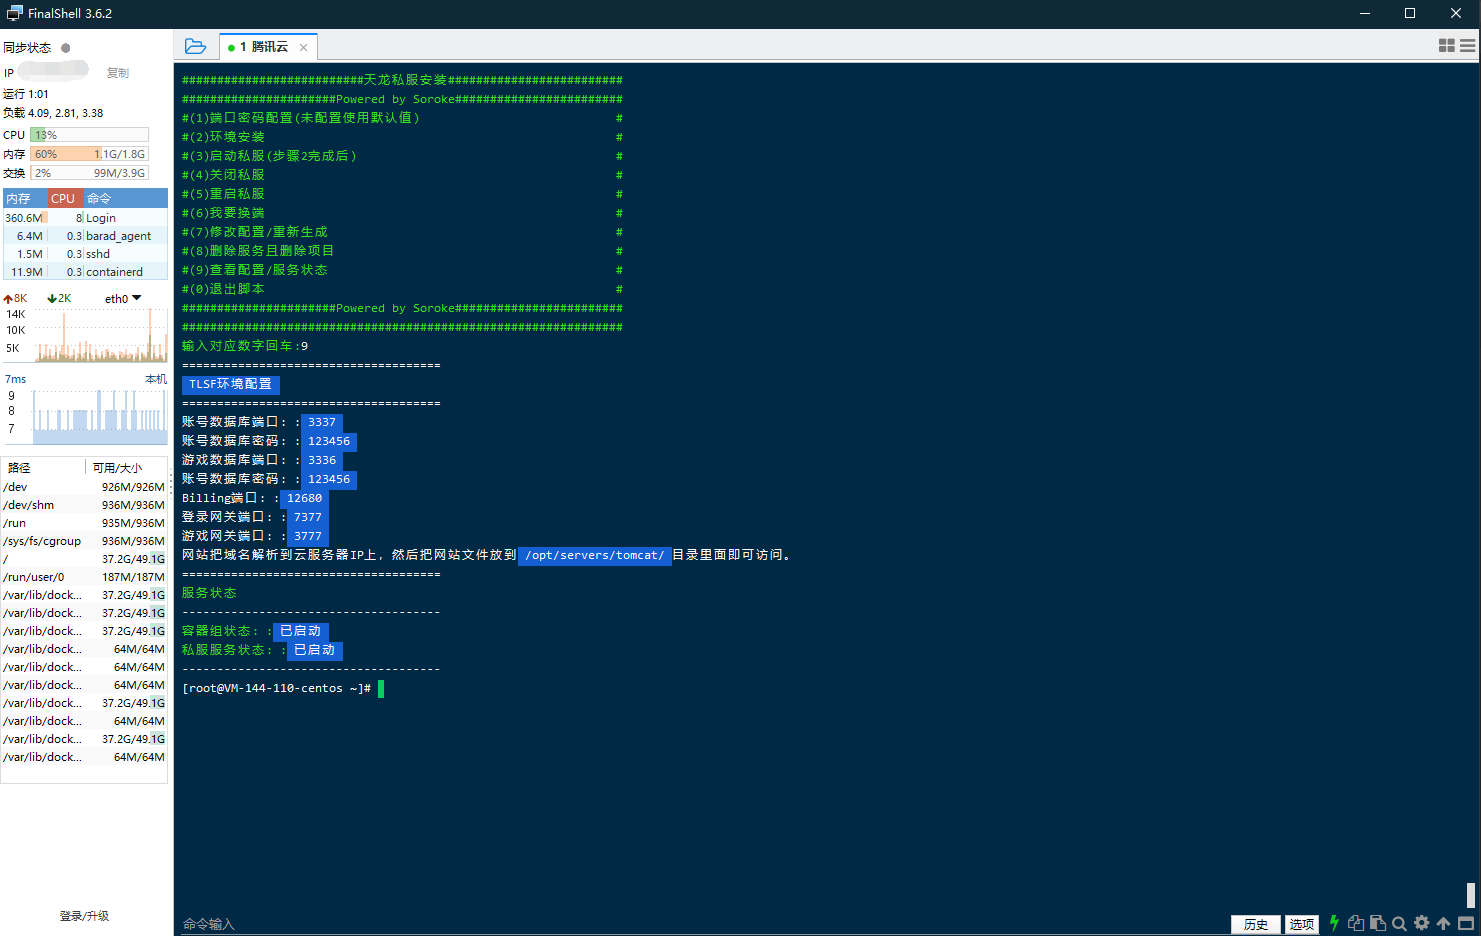 FinalShell 3.6.2
同步状态
IP 复制
运行 1:01
负载 4.09, 2.81, 3.38
CPU 13%
内存 60% 1.1G/1.8G
交换 2% 99M/3.9G
内存 CPU 命令
360.6M 8 Login
6.4M 0.3 barad_agent
1.5M 0.3 sshd
11.9M 0.3 containerd
8K 2K eth0
14K
10K
5K
7ms 本机
9
8
7
路径 可用/大小
/dev 926M/926M
/dev/shm 936M/936M
/run 935M/936M
/sys/fs/cgroup 936M/936M
/ 37.2G/49.1G
/run/user/0 187M/187M
/var/lib/dock... 37.2G/49.1G
/var/lib/dock... 37.2G/49.1G
/var/lib/dock... 37.2G/49.1G
/var/lib/dock... 64M/64M
/var/lib/dock... 64M/64M
/var/lib/dock... 64M/64M
/var/lib/dock... 37.2G/49.1G
/var/lib/dock... 64M/64M
/var/lib/dock... 37.2G/49.1G
/var/lib/dock... 64M/64M
登录/升级
1 腾讯云
##########################天龙私服安装#########################
######################Powered by Soroke########################
#(1)端口密码配置(未配置使用默认值) #
#(2)环境安装 #
#(3)启动私服(步骤2完成后) #
#(4)关闭私服 #
#(5)重启私服 #
#(6)我要换端 #
#(7)修改配置/重新生成 #
#(8)删除服务且删除项目 #
#(9)查看配置/服务状态 #
#(0)退出脚本 #
######################Powered by Soroke########################
###############################################################
输入对应数字回车:9
=====================================
TLSF环境配置
=====================================
账号数据库端口: : 3337
账号数据库密码: : 123456
游戏数据库端口: : 3336
账号数据库密码: : 123456
Billing端口: : 12680
登录网关端口: : 7377
游戏网关端口: : 3777
网站把域名解析到云服务器IP上，然后把网站文件放到 /opt/servers/tomcat/ 目录里面即可访问。
=====================================
服务状态
-------------------------------------
容器组状态: : 已启动
私服服务状态: : 已启动
-------------------------------------
[root@VM-144-110-centos ~]#
命令输入
历史 选项